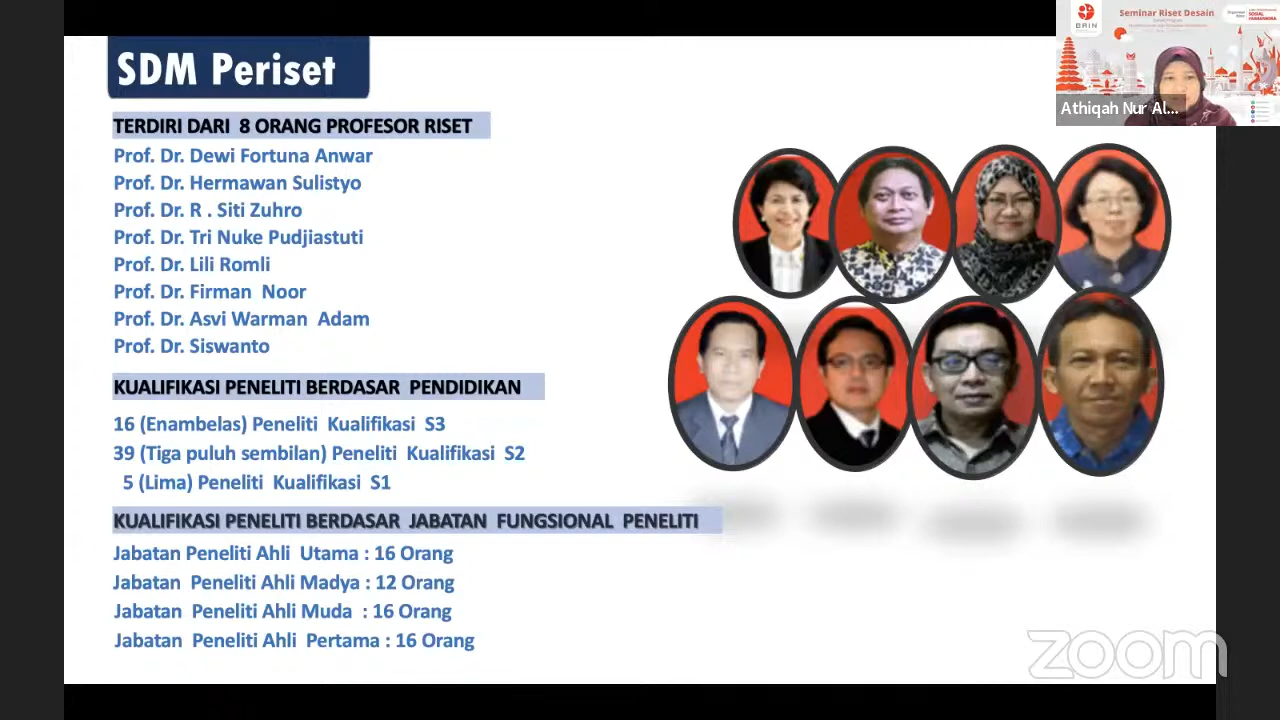 SDM Periset
TERDIRI DARI 8 ORANG PROFESOR RISET
Prof. Dr. Dewi Fortuna Anwar
Prof. Dr. Hermawan Sulistyo
Prof. Dr. R . Siti Zuhro
Prof. Dr. Tri Nuke Pudjiastuti
Prof. Dr. Lili Romli
Prof. Dr. Firman Noor
Prof. Dr. Asvi Warman Adam
Prof. Dr. Siswanto
KUALIFIKASI PENELITI BERDASAR PENDIDIKAN
16 (Enambelas) Peneliti Kualifikasi S3
39 (Tiga puluh sembilan) Peneliti Kualifikasi S2
5 (Lima) Peneliti Kualifikasi S1
KUALIFIKASI PENELITI BERDASAR JABATAN FUNGSIONAL PENELITI
Jabatan Peneliti Ahli Utama : 16 Orang
Jabatan Peneliti Ahli Madya : 12 Orang
Jabatan Peneliti Ahli Muda : 16 Orang
Jabatan Peneliti Ahli Pertama : 16 Orang
BRIN
Seminar Riset Desain
SOSIAL
Athiqah Nur Al...
zoom